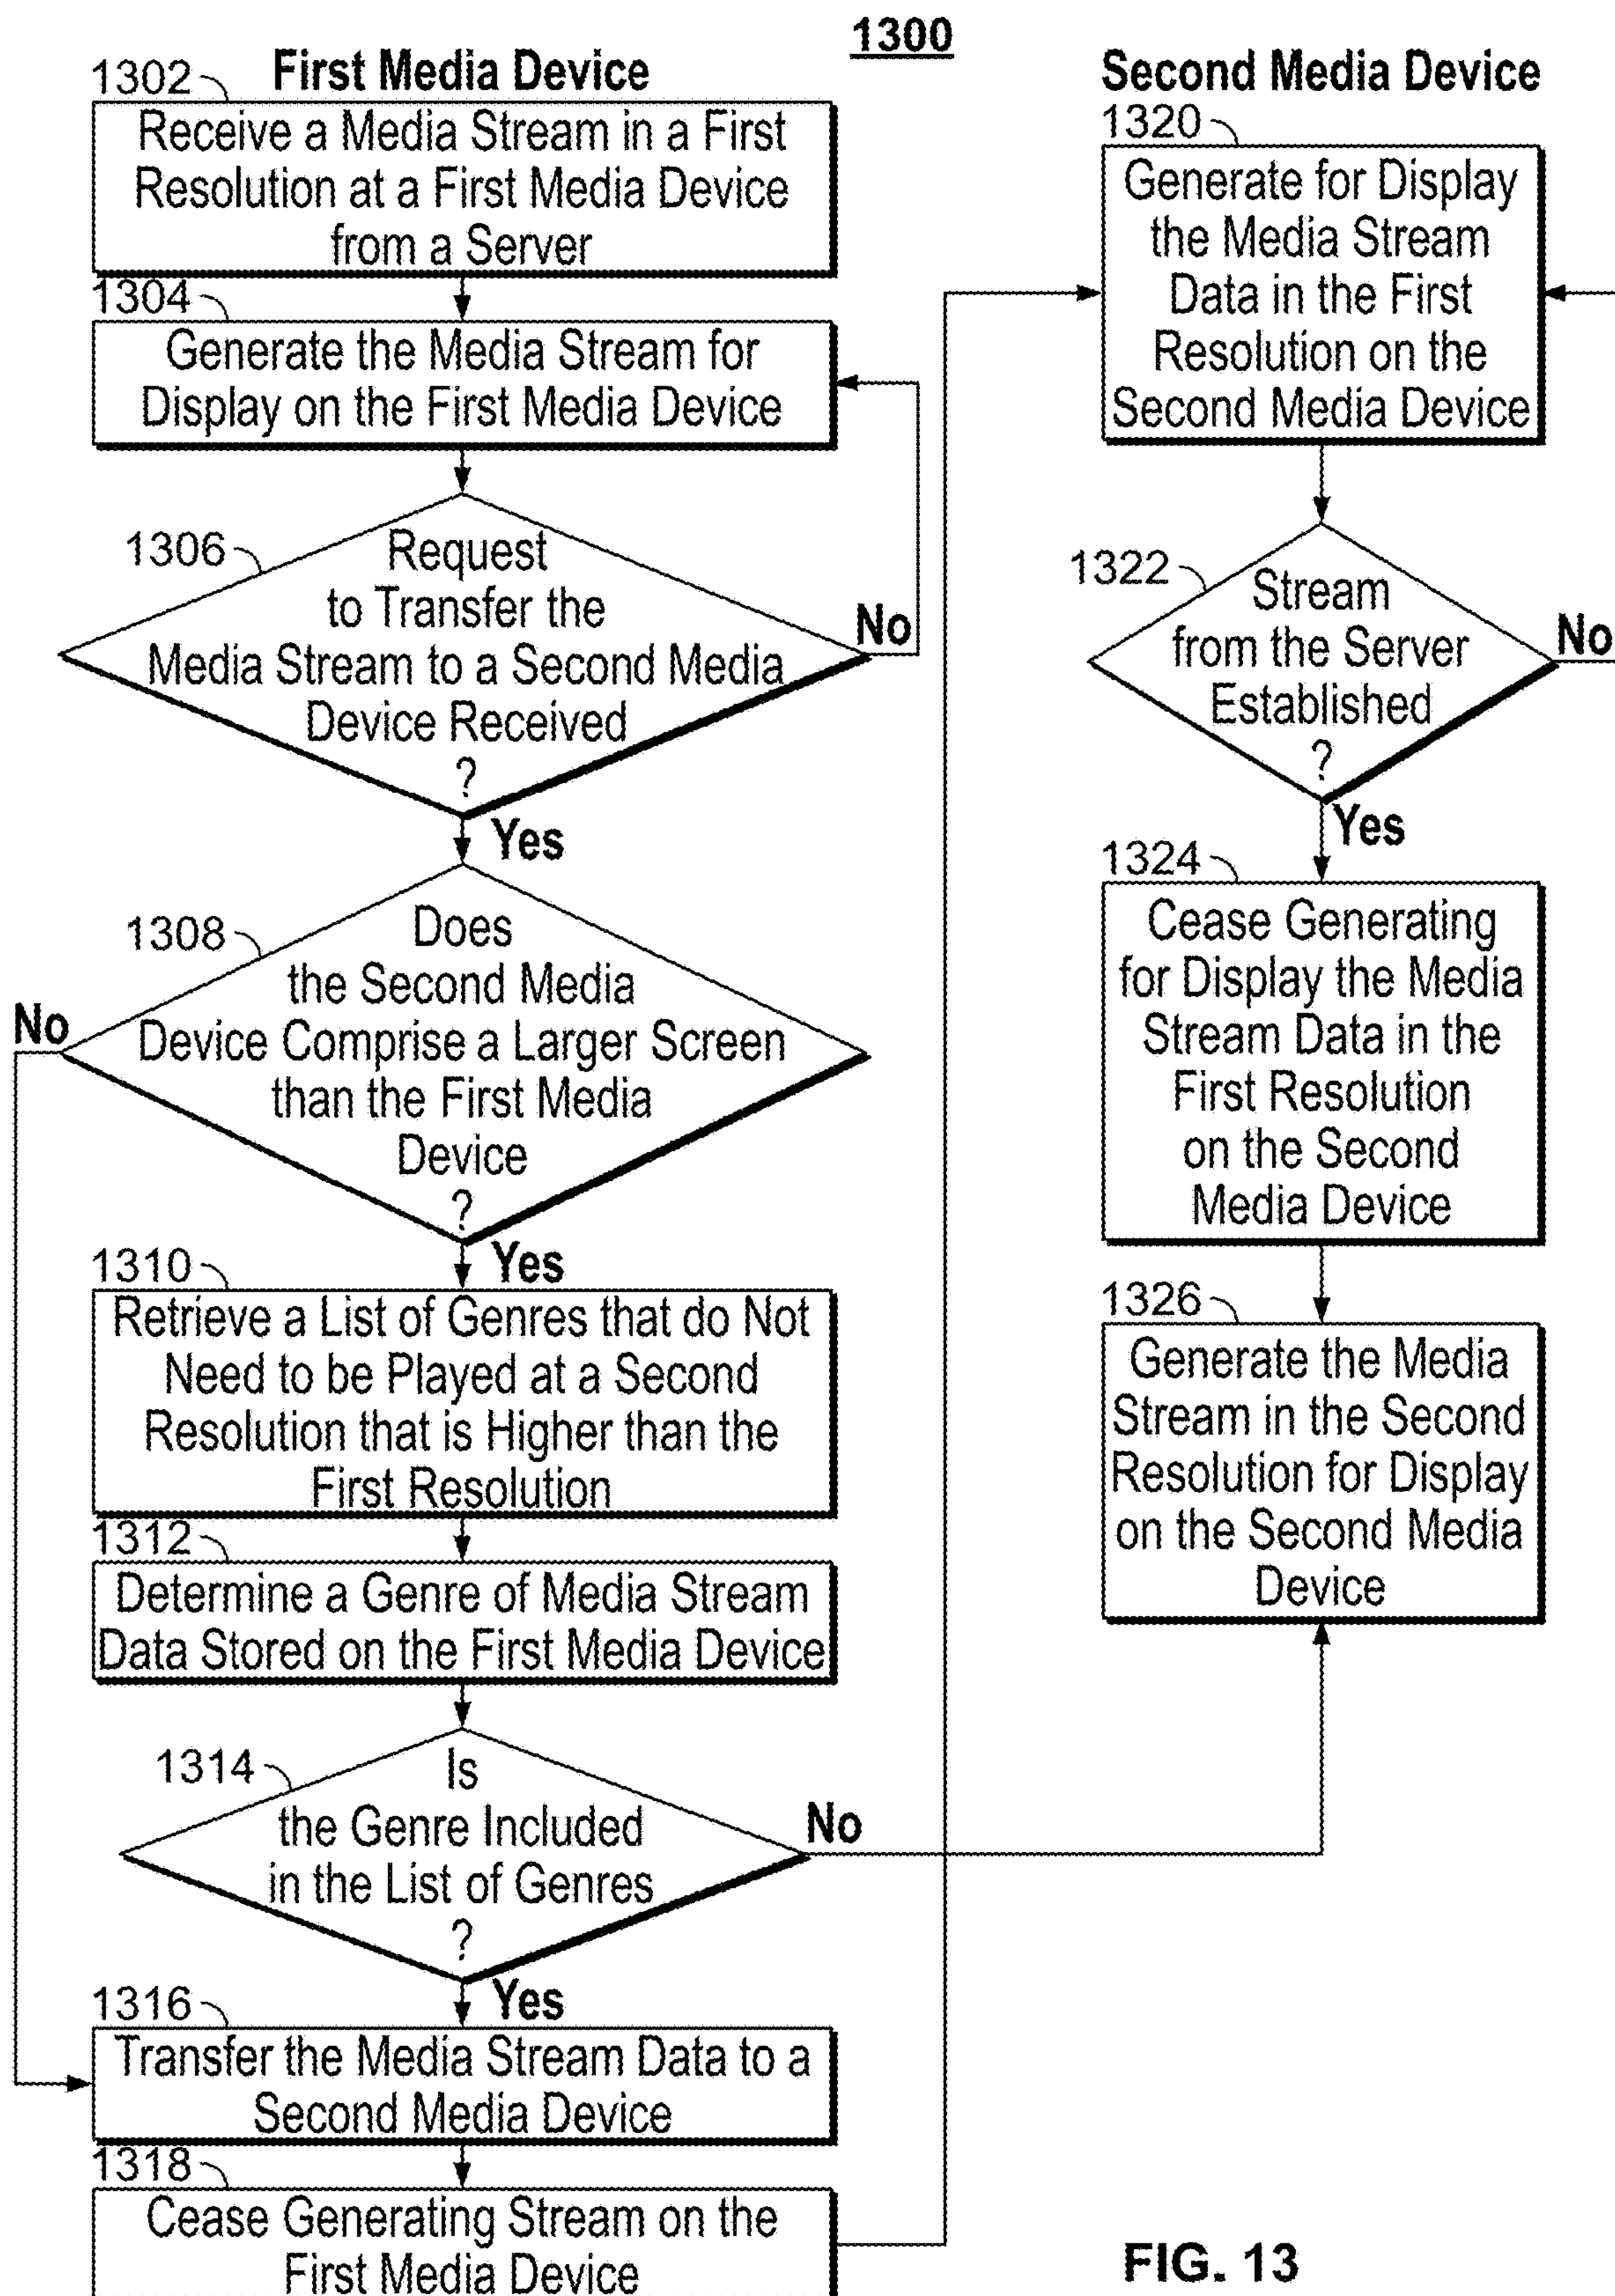 1300
First Media Device
1302
Receive a Media Stream in a First
Resolution at a First Media Device
from a Server
1304
Generate the Media Stream for
Display on the First Media Device
1306
Request
to Transfer the
Media Stream to a Second Media
Device Received
?
No
Yes
1308
Does
the Second Media
Device Comprise a Larger Screen
than the First Media
Device
?
No
Yes
1310
Retrieve a List of Genres that do Not
Need to be Played at a Second
Resolution that is Higher than the
First Resolution
1312
Determine a Genre of Media Stream
Data Stored on the First Media Device
1314
Is
the Genre Included
in the List of Genres
?
No
Yes
1316
Transfer the Media Stream Data to a
Second Media Device
1318
Cease Generating Stream on the
First Media Device
Second Media Device
1320
Generate for Display
the Media Stream
Data in the First
Resolution on the
Second Media Device
1322
Stream
from the Server
Established
?
No
Yes
1324
Cease Generating
for Display the Media
Stream Data in the
First Resolution
on the Second
Media Device
1326
Generate the Media
Stream in the Second
Resolution for Display
on the Second Media
Device
FIG. 13